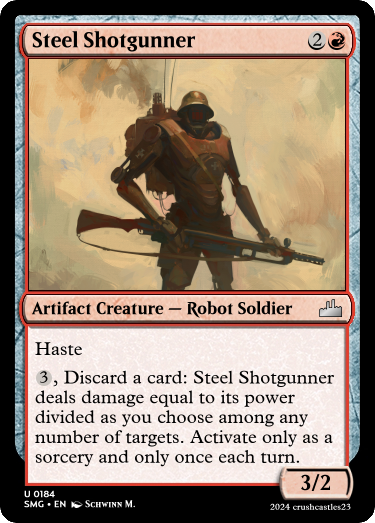 Steel Shotgunner 2
Artifact Creature — Robot Soldier
Haste
3, Discard a card: Steel Shotgunner
deals damage equal to its power
divided as you choose among any
number of targets. Activate only as a
sorcery and only once each turn.
3/2
U 0184
SMG • EN Schwinn M.
2024 crushcastles23